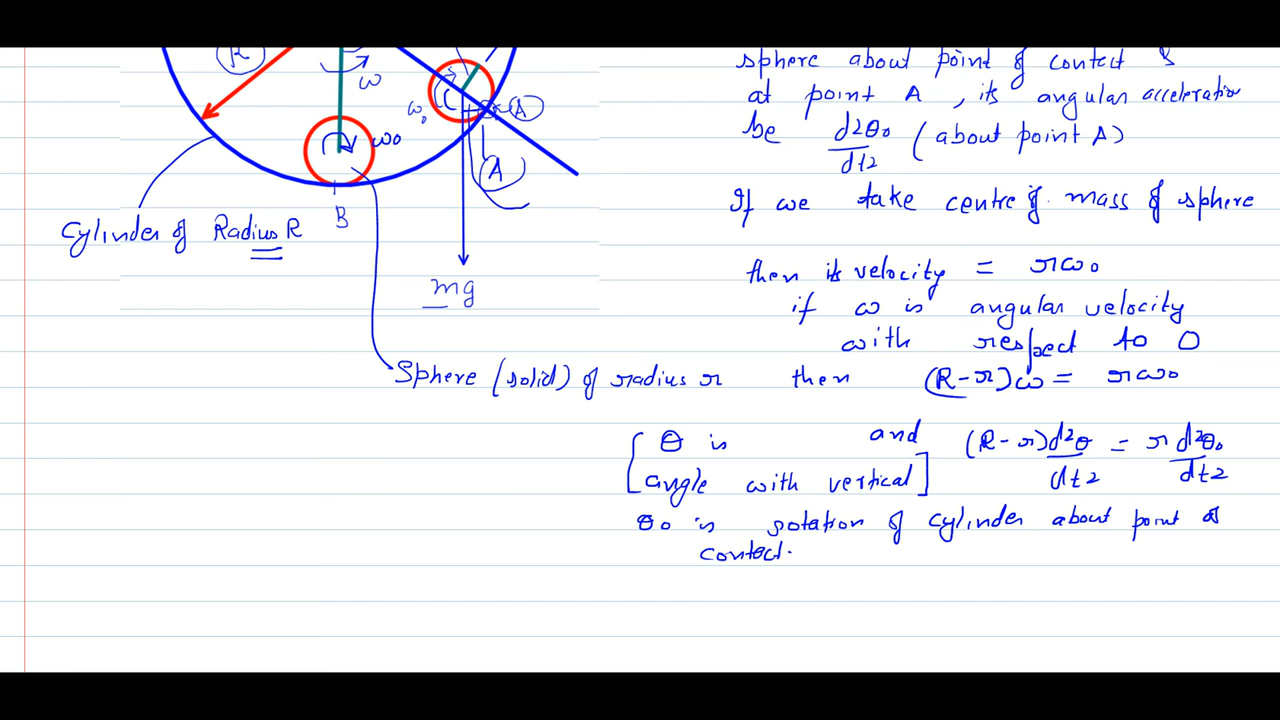 R
ω
ω₀
ω₀
C
A
A
B
Cylinder of Radius R
mg
Sphere (solid) of radius r
sphere about point of contact
at point A, its angular acceleration
be d2θ₀/dt2 (about point A)
If we take centre of mass of sphere
then its velocity = rω₀
if ω is angular velocity
with respect to O
then (R-r)ω = rω₀
and (R-r)d2θ/dt2 = r d2θ₀/dt2
[θ is
angle with vertical]
θ₀ is rotation of cylinder about point of
contact.